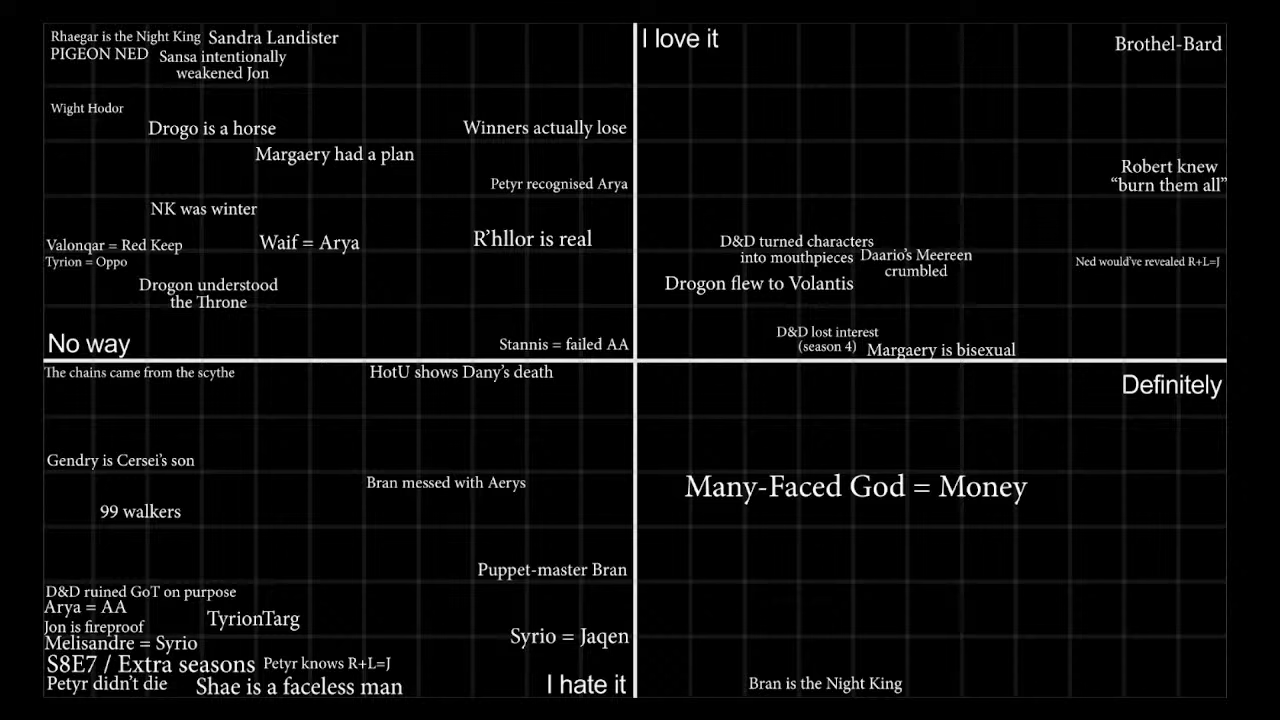 Rhaegar is the Night King
Sandra Landister
PIGEON NED
Sansa intentionally
weakened Jon
Wight Hodor
Drogo is a horse
Winners actually lose
Margaery had a plan
Petyr recognised Arya
NK was winter
Valonqar = Red Keep
Waif = Arya
R'hllor is real
Tyrion = Oppo
Drogon understood
the Throne
No way
Stannis = failed AA
I love it
Brothel-Bard
Robert knew
“burn them all”
D&D turned characters
into mouthpieces
Daario's Meereen
crumbled
Ned would've revealed R+L=J
Drogon flew to Volantis
D&D lost interest
(season 4)
Margaery is bisexual
The chains came from the scythe
HotU shows Dany's death
Gendry is Cersei's son
Bran messed with Aerys
99 walkers
Puppet-master Bran
D&D ruined GoT on purpose
Arya = AA
TyrionTarg
Jon is fireproof
Melisandre = Syrio
Syrio = Jaqen
S8E7 / Extra seasons
Petyr knows R+L=J
Petyr didn't die
Shae is a faceless man
I hate it
Definitely
Many-Faced God = Money
Bran is the Night King